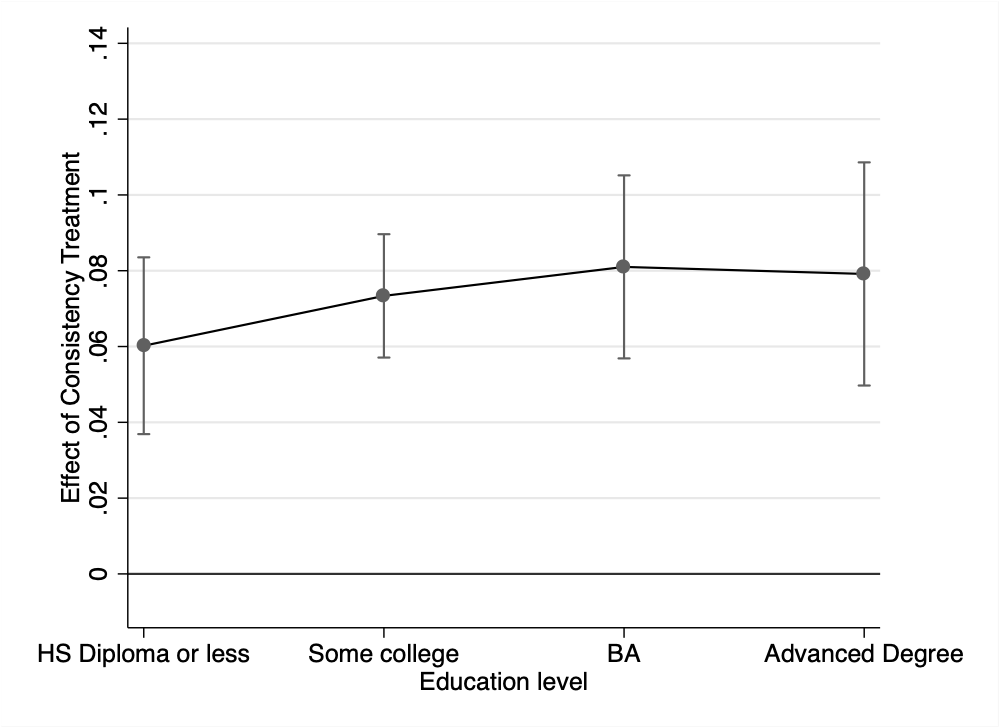 Effect of Consistency Treatment
.14
.12
.1
.08
.06
.04
.02
0
HS Diploma or less
Some college
BA
Advanced Degree
Education level